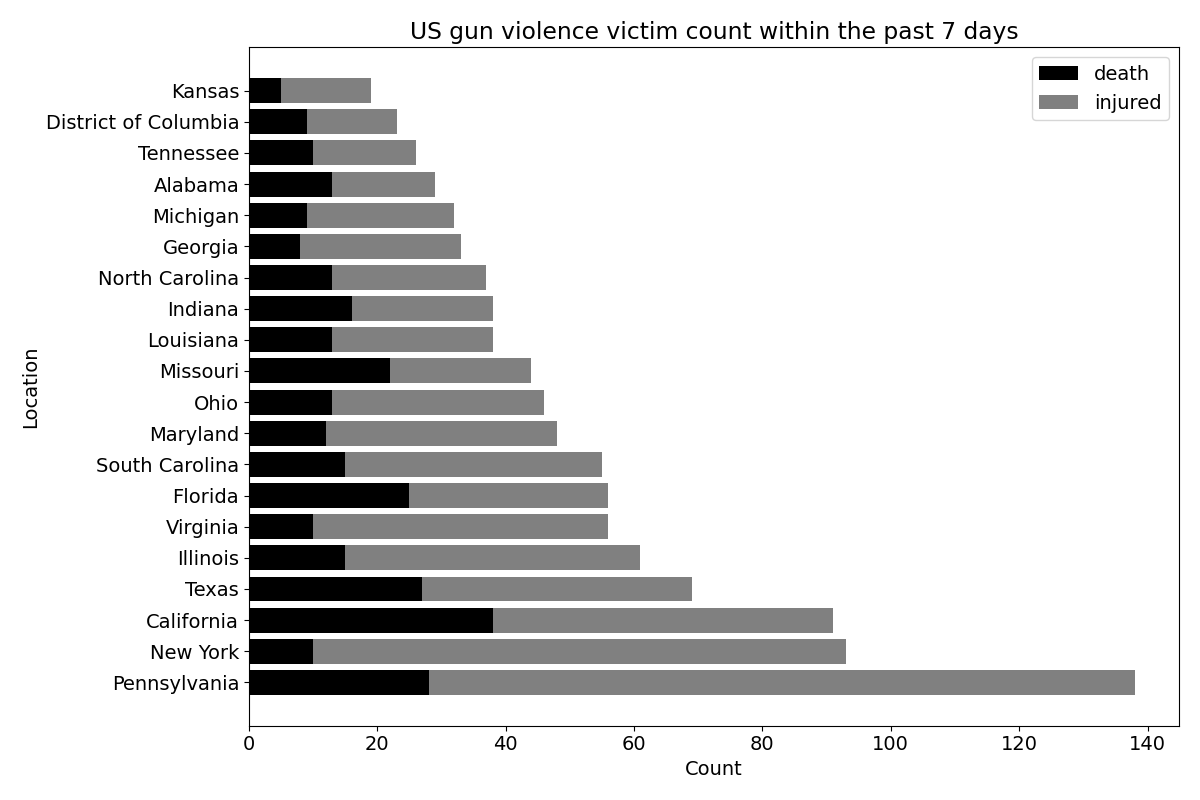 US gun violence victim count within the past 7 days
death
injured
Kansas
District of Columbia
Tennessee
Alabama
Michigan
Georgia
North Carolina
Indiana
Louisiana
Missouri
Ohio
Maryland
South Carolina
Florida
Virginia
Illinois
Texas
California
New York
Pennsylvania
Location
0 20 40 60 80 100 120 140
Count